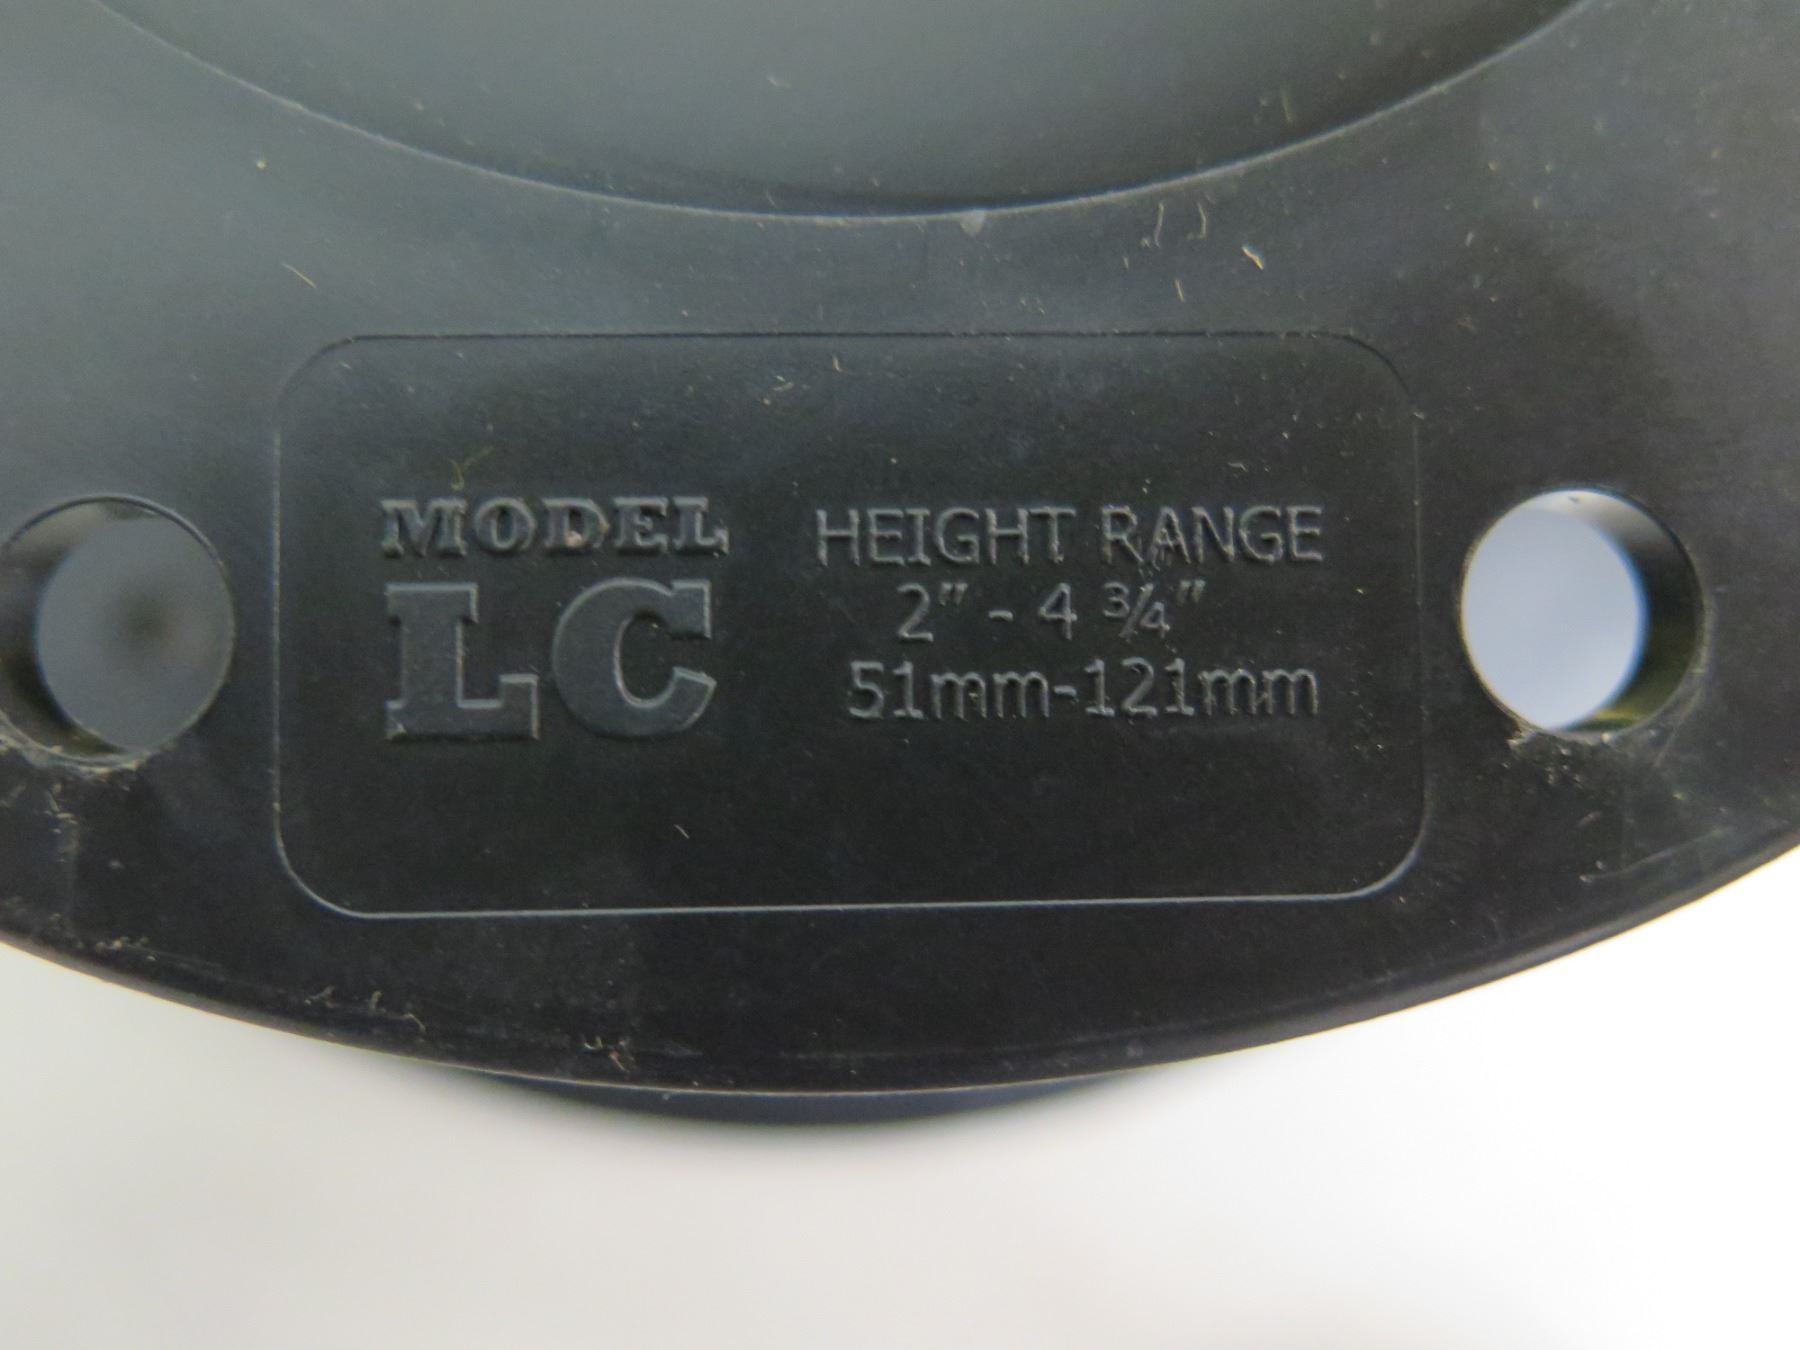 MODEL
LC
HEIGHT RANGE
2" - 4 ¾"
51mm-121mm